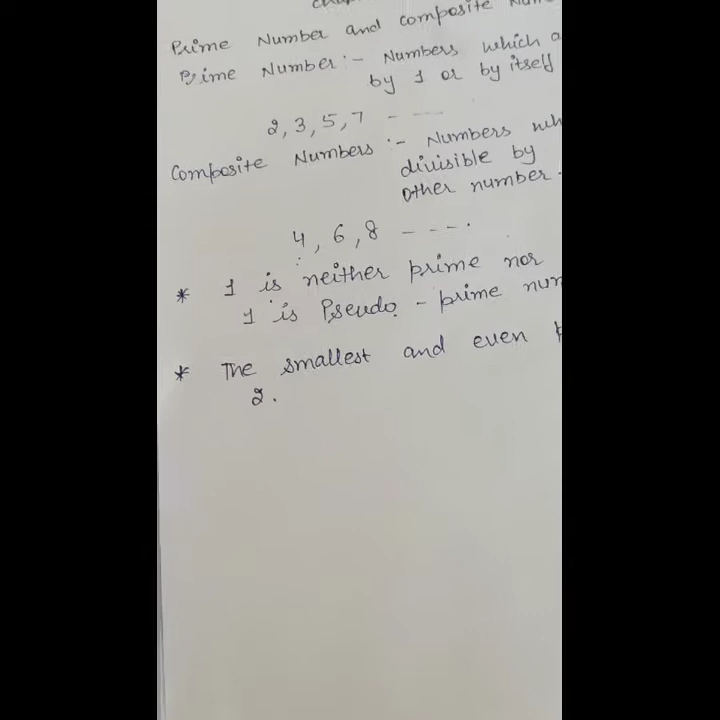 Prime Number and composite
Prime Number :- Numbers which
by 1 or by itself
2, 3, 5, 7 - - - -
Composite Numbers :- Numbers
divisible by
other number.
4, 6, 8 - - - -.
* 1 is neither prime nor
1 is Pseudo - prime
* The smallest and even
2.